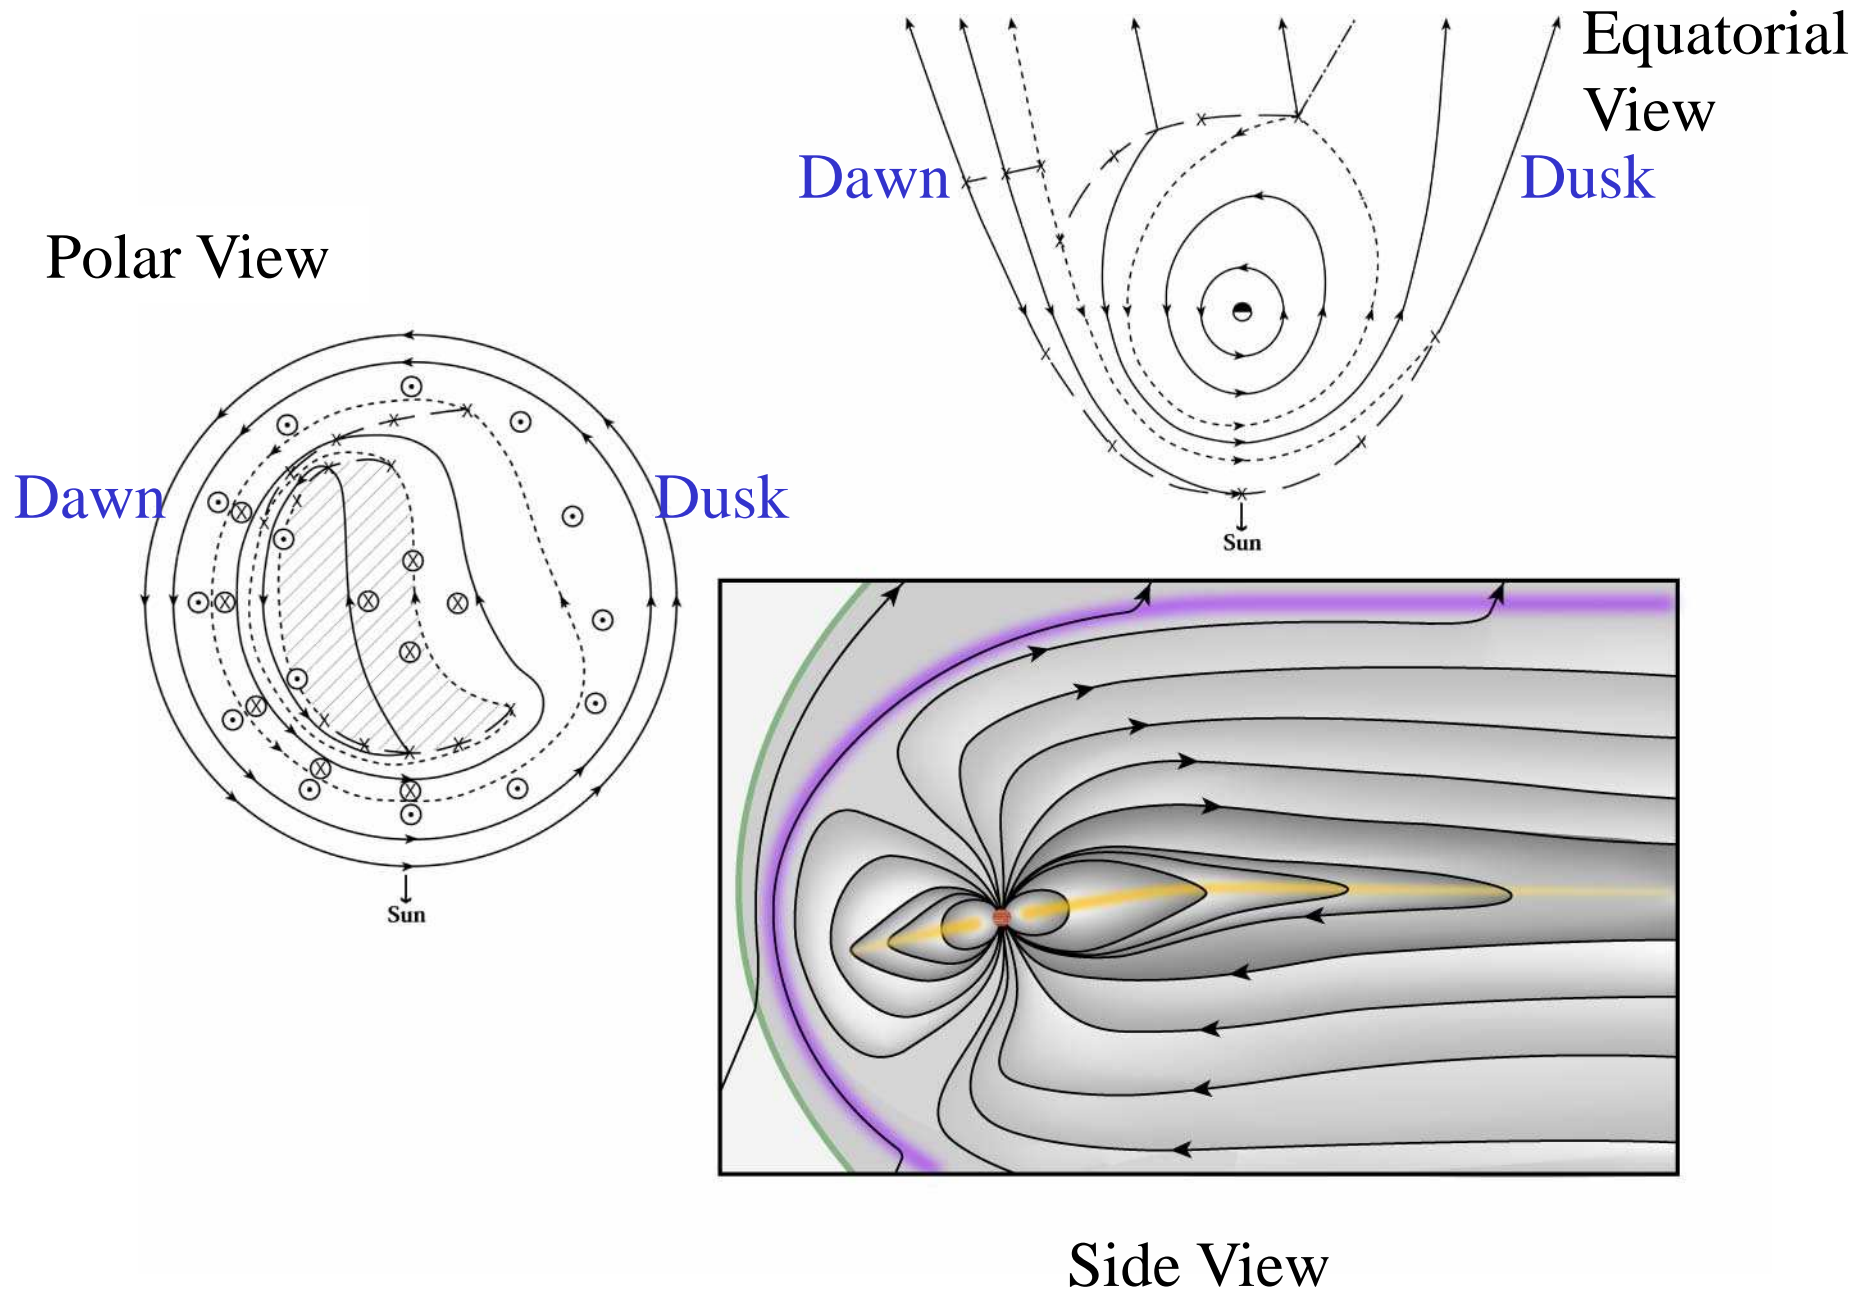 Equatorial
View
Dawn
Dusk
Polar View
Dawn
Dusk
Sun
Sun
Side View